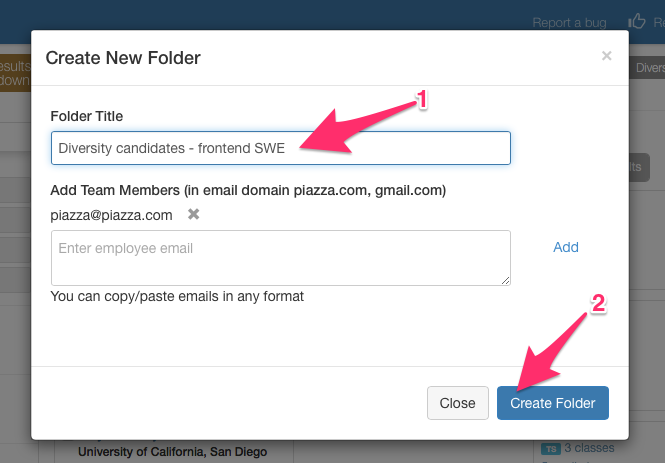 Report a bug
Re
esults
down
Create New Folder
×
Divers
Folder Title
1
Diversity candidates - frontend SWE
lts
Add Team Members (in email domain piazza.com, gmail.com)
piazza@piazza.com
Enter employee email
Add
You can copy/paste emails in any format
2
Close
Create Folder
University of California, San Diego
TS 3 classes